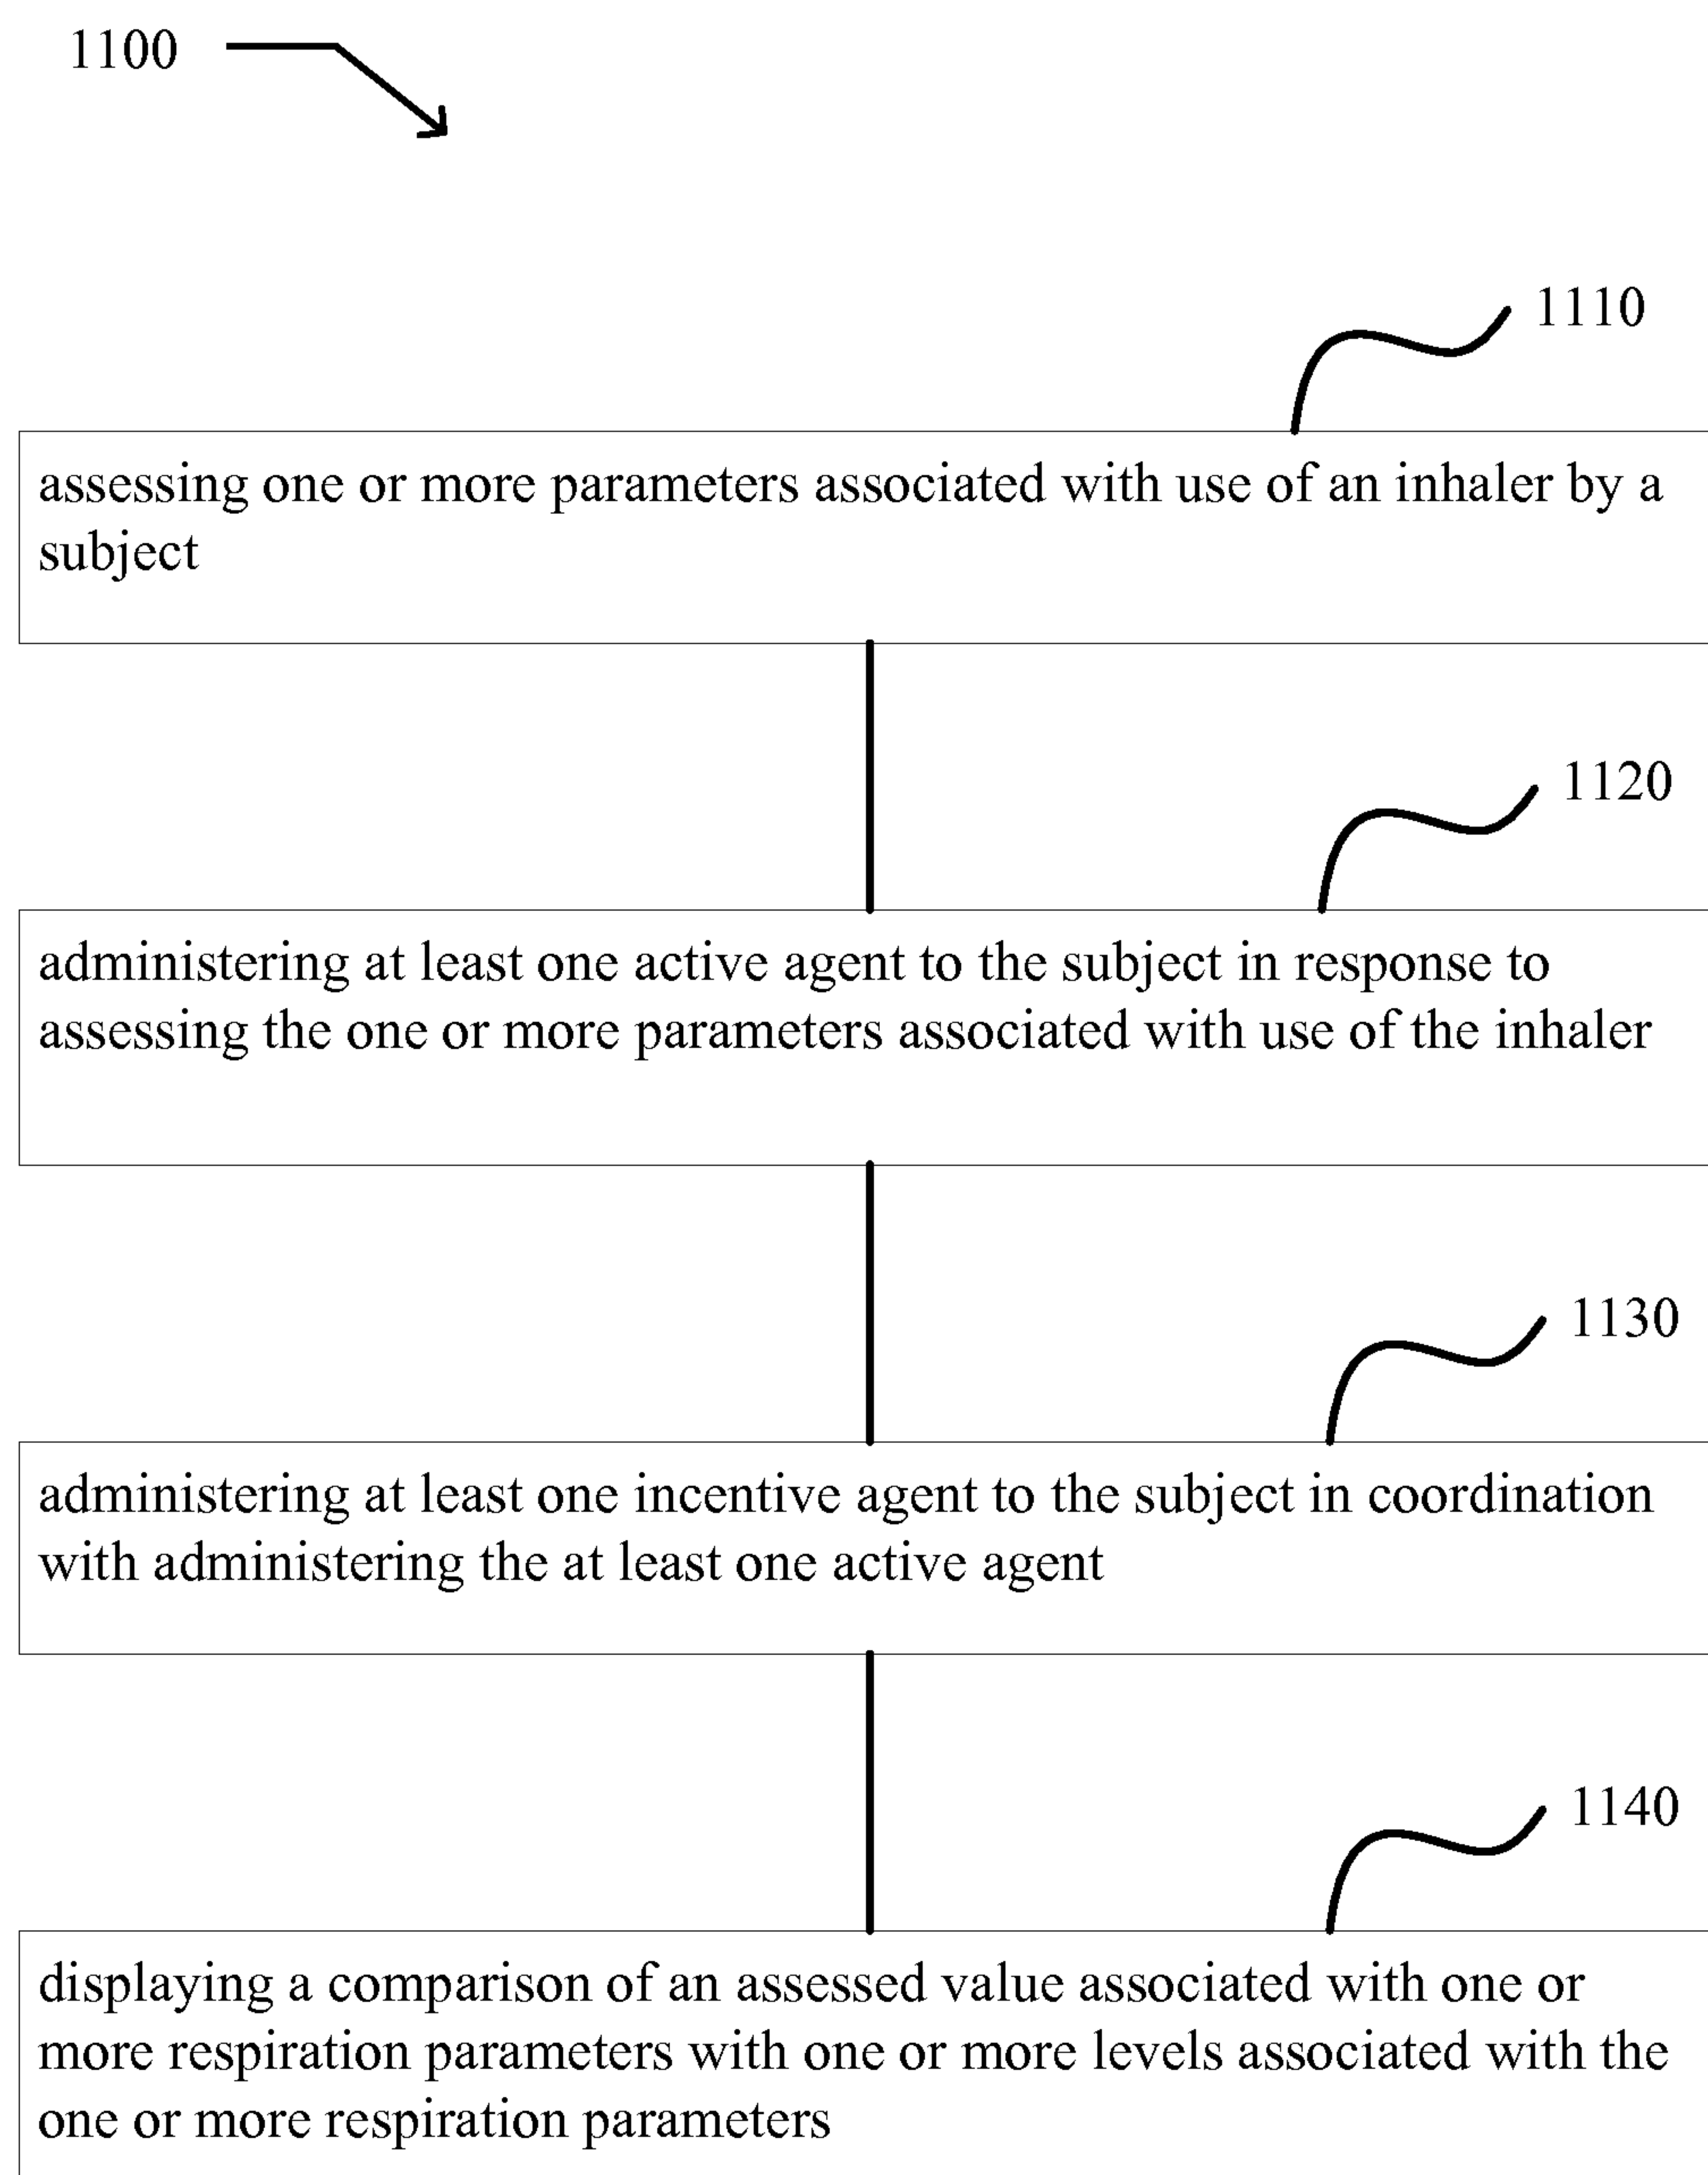 1100
1110
assessing one or more parameters associated with use of an inhaler by a
subject
1120
administering at least one active agent to the subject in response to
assessing the one or more parameters associated with use of the inhaler
1130
administering at least one incentive agent to the subject in coordination
with administering the at least one active agent
1140
displaying a comparison of an assessed value associated with one or
more respiration parameters with one or more levels associated with the
one or more respiration parameters